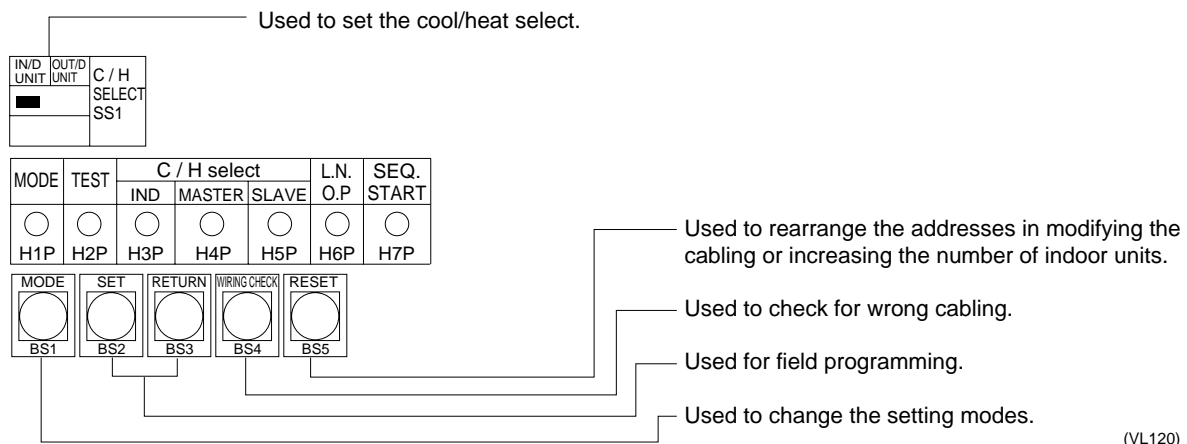 Used to set the cool/heat select.
IN/D UNIT
OUT/D UNIT
C / H
SELECT
SS1
MODE TEST C / H select L.N. O.P SEQ. START
IND MASTER SLAVE
H1P H2P H3P H4P H5P H6P H7P
MODE SET RETURN WIRING CHECK RESET
BS1 BS2 BS3 BS4 BS5
Used to rearrange the addresses in modifying the
cabling or increasing the number of indoor units.
Used to check for wrong cabling.
Used for field programming.
Used to change the setting modes.
(VL120)